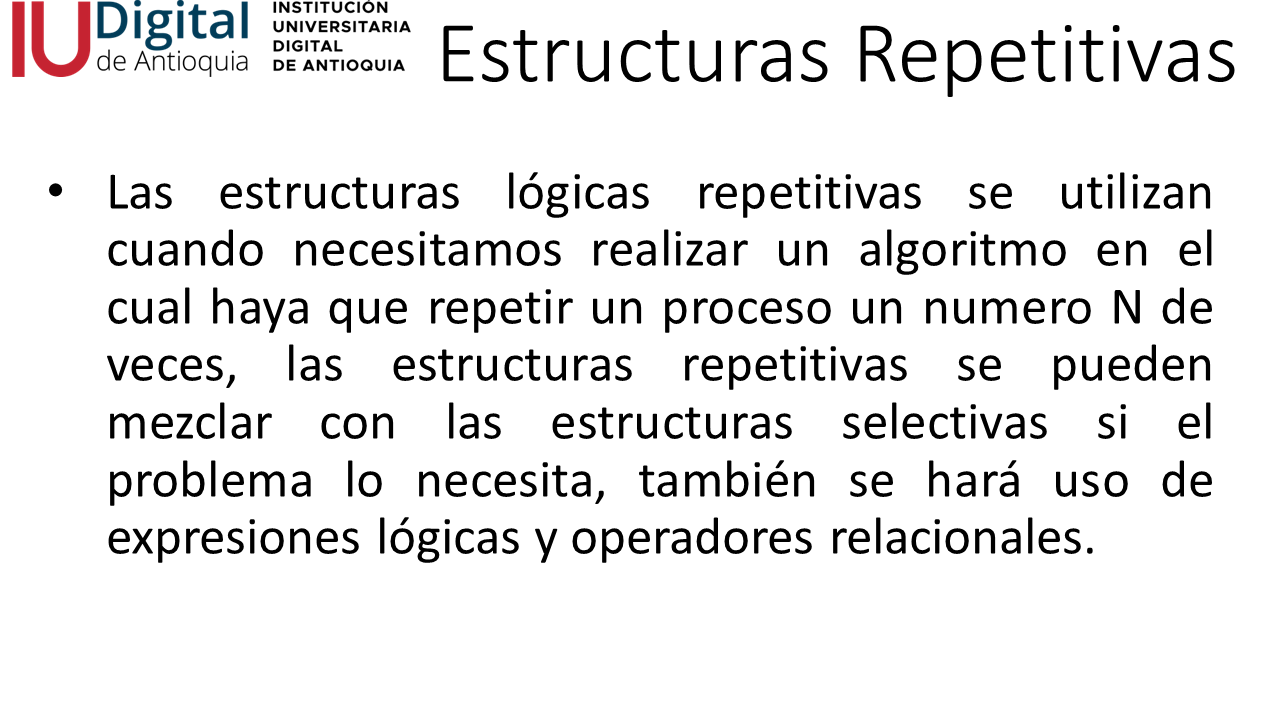 IU Digital
de Antioquia
INSTITUCIÓN
UNIVERSITARIA
DIGITAL
DE ANTIOQUIA
Estructuras Repetitivas
• Las estructuras lógicas repetitivas se utilizan
cuando necesitamos realizar un algoritmo en el
cual haya que repetir un proceso un numero N de
veces, las estructuras repetitivas se pueden
mezclar con las estructuras selectivas si el
problema lo necesita, también se hará uso de
expresiones lógicas y operadores relacionales.